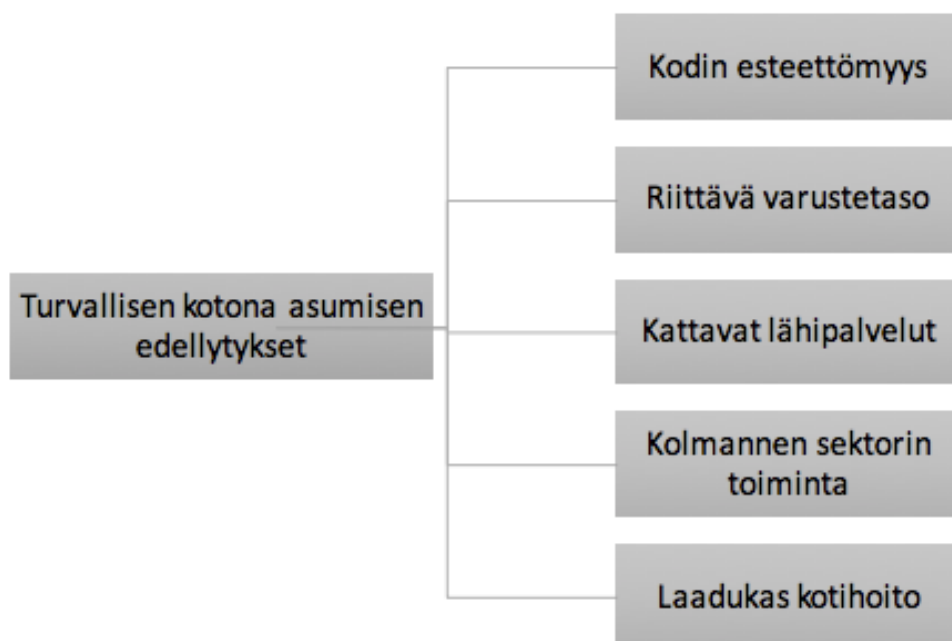 Kodin esteettömyys
Riittävä varustetaso
Turvallisen kotona asumisen
edellytykset
Kattavat lähipalvelut
Kolmannen sektorin
toiminta
Laadukas kotihoito